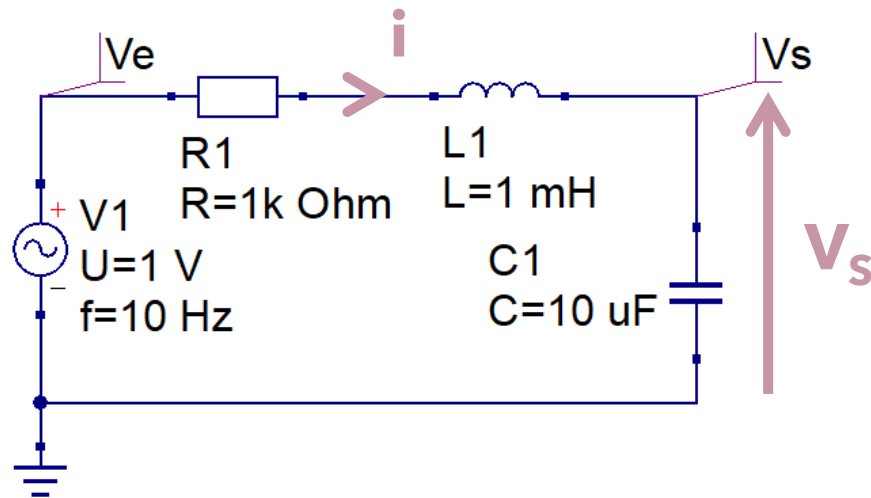 i
Ve
Vs
R1
R=1k Ohm
L1
L=1 mH
+
V1
U=1 V
f=10 Hz
–
C1
C=10 uF
vs